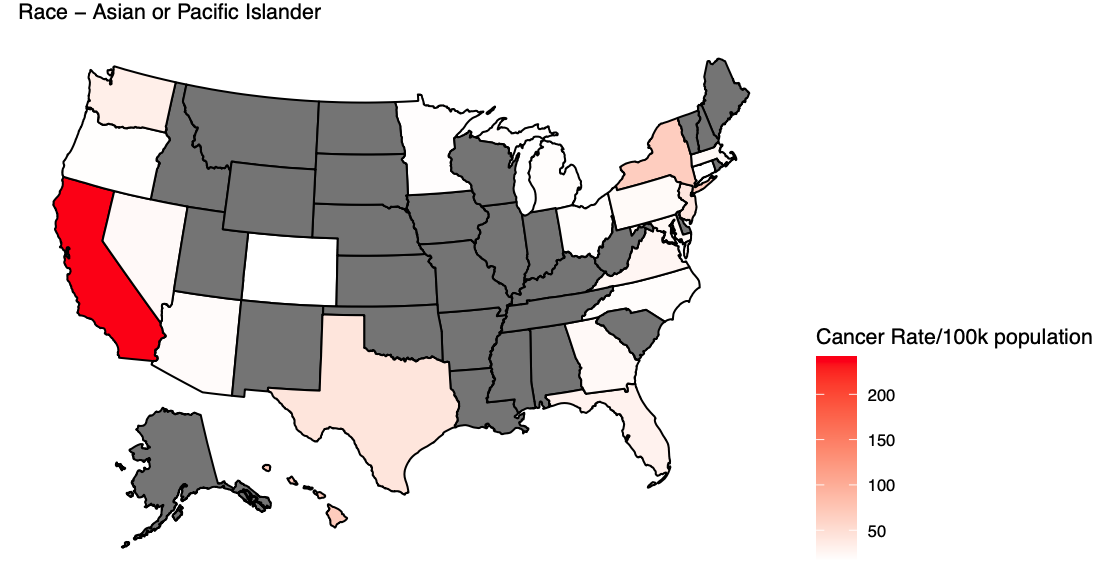 Race – Asian or Pacific Islander
Cancer Rate/100k population
200
150
100
50